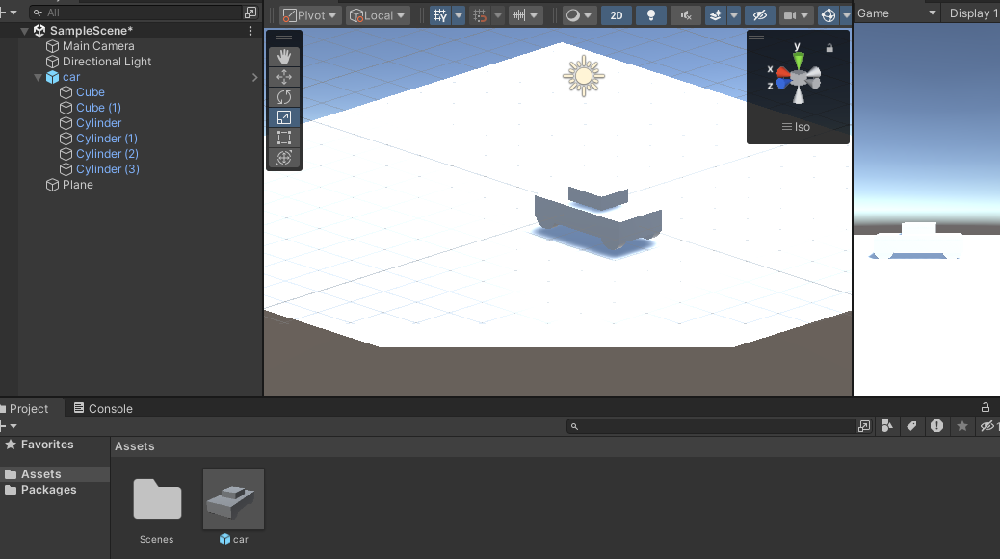 All
Pivot
Local
2D
Game
Display 1
SampleScene*
Main Camera
Directional Light
car
Cube
Cube (1)
Cylinder
Cylinder (1)
Cylinder (2)
Cylinder (3)
Plane
y
x
z
Iso
Project
Console
1
Favorites
Assets
Packages
Assets
Scenes
car